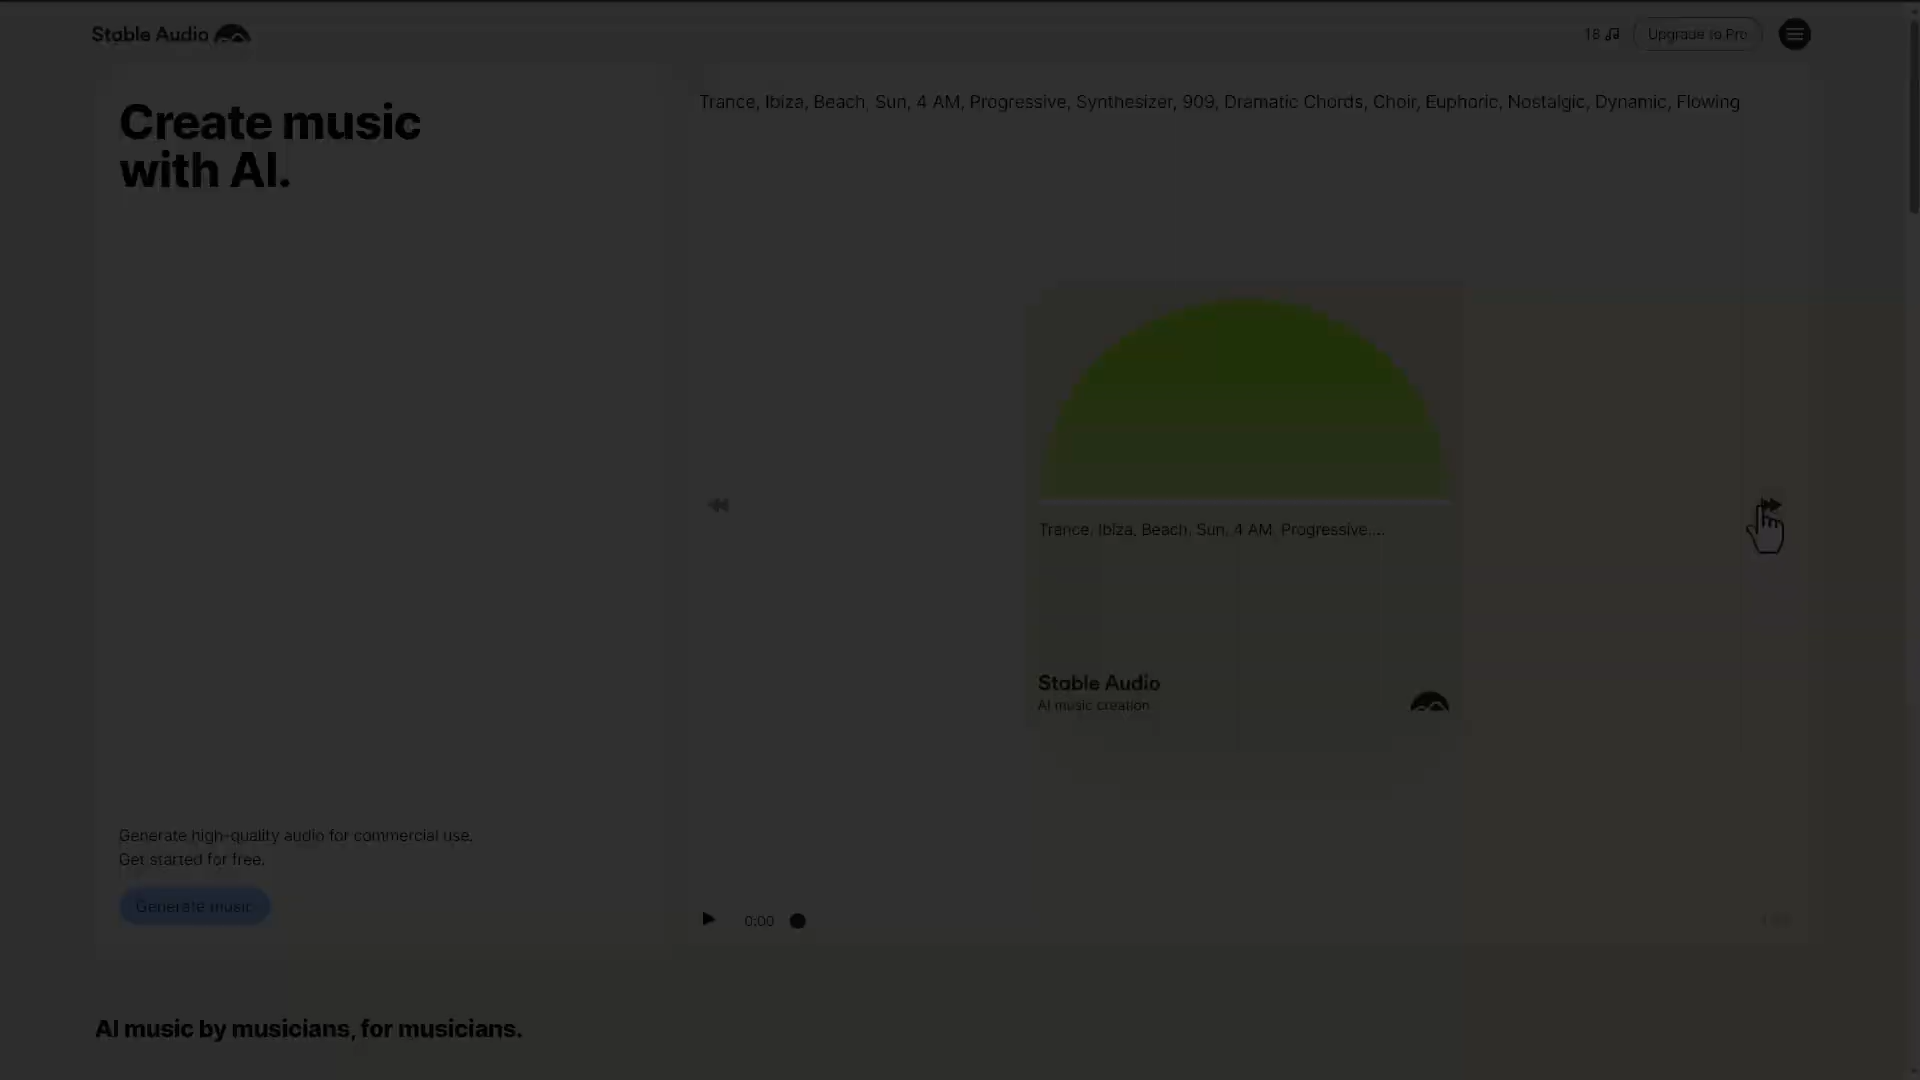 Stable Audio
18
Upgrade to Pro
Create music
with AI.
Generate high-quality audio for commercial use.
Get started for free.
Generate music
Trance, Ibiza, Beach, Sun, 4 AM, Progressive, Synthesizer, 909, Dramatic Chords, Choir, Euphoric, Nostalgic, Dynamic, Flowing
Trance, Ibiza, Beach, Sun, 4 AM, Progressive,...
Stable Audio
AI music creation
0:00
AI music by musicians, for musicians.